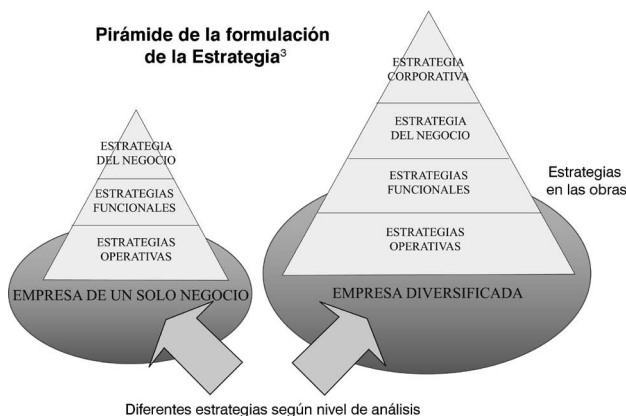 Pirámide de la formulación
de la Estrategia³
ESTRATEGIA
DEL NEGOCIO
ESTRATEGIAS
FUNCIONALES
ESTRATEGIAS
OPERATIVAS
EMPRESA DE UN SOLO NEGOCIO
ESTRATEGIA
CORPORATIVA
ESTRATEGIA
DEL NEGOCIO
ESTRATEGIAS
FUNCIONALES
ESTRATEGIAS
OPERATIVAS
EMPRESA DIVERSIFICADA
Estrategias
en las obras
Diferentes estrategias según nivel de análisis